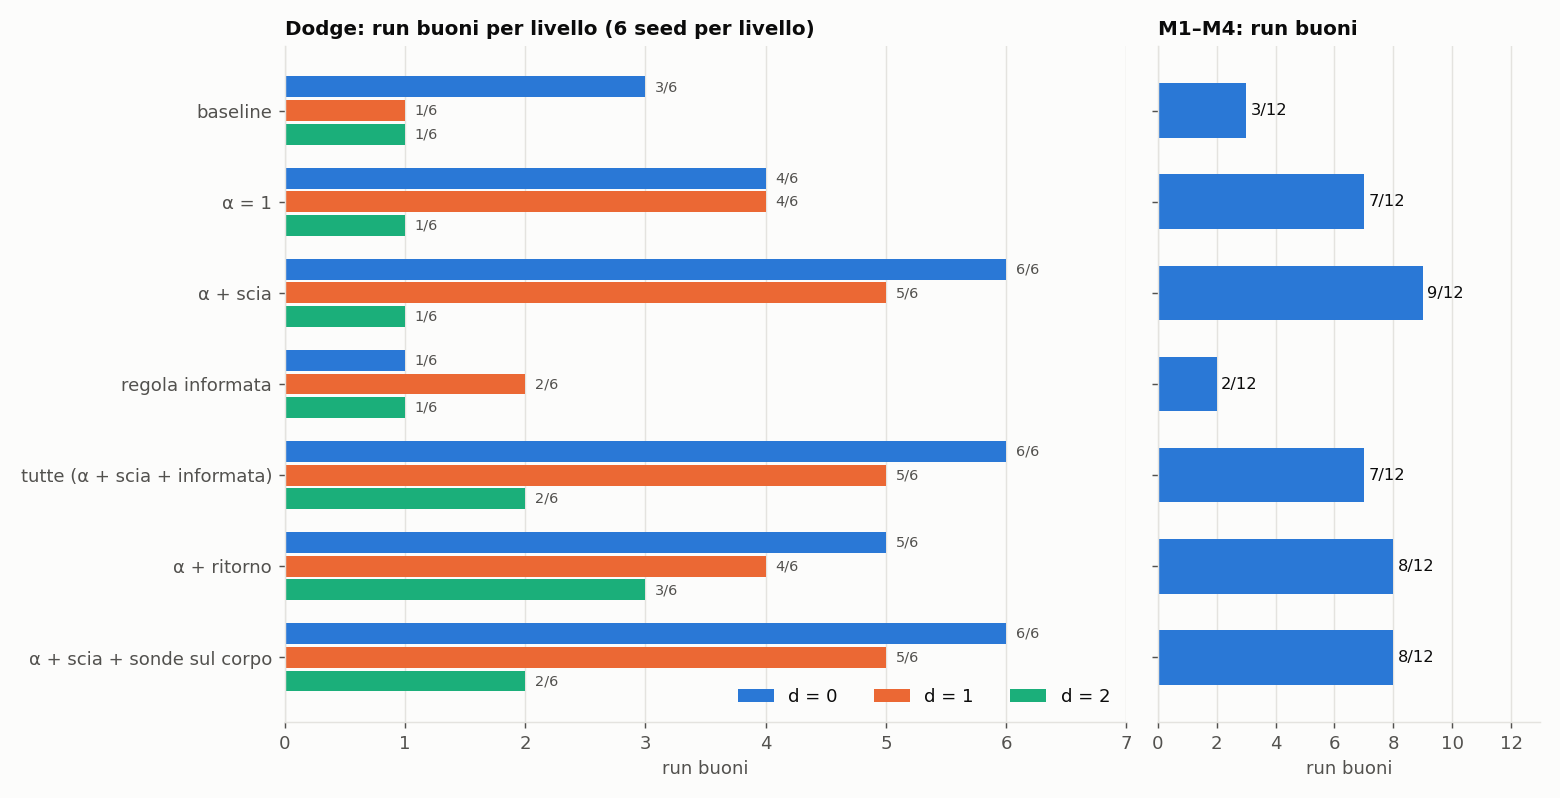 Dodge: run buoni per livello (6 seed per livello)
baseline
3/6
1/6
1/6
α = 1
4/6
4/6
1/6
α + scia
6/6
5/6
1/6
regola informata
1/6
2/6
1/6
tutte (α + scia + informata)
6/6
5/6
2/6
α + ritorno
5/6
4/6
3/6
α + scia + sonde sul corpo
6/6
5/6
2/6
d = 0 d = 1 d = 2
0 1 2 3 4 5 6 7
run buoni
M1–M4: run buoni
3/12
7/12
9/12
2/12
7/12
8/12
8/12
0 2 4 6 8 10 12
run buoni